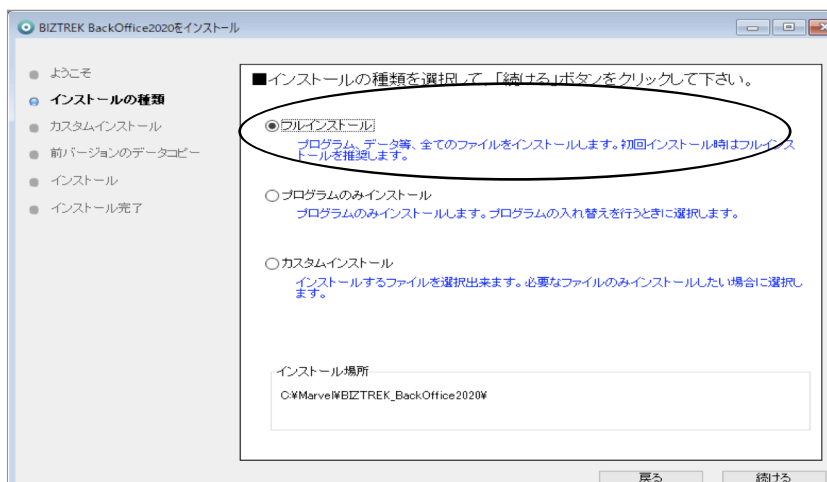 BIZTREK BackOffice2020をインストール
ようこそ
インストールの種類
カスタムインストール
前バージョンのデータコピー
インストール
インストール完了
■インストールの種類を選択して、「続ける」ボタンをクリックして下さい。
フルインストール
プログラム、データ等、全てのファイルをインストールします。初回インストール時はフルインス
トールを推奨します。
プログラムのみインストール
プログラムのみインストールします。プログラムの入れ替えを行うときに選択します。
カスタムインストール
インストールするファイルを選択出来ます。必要なファイルのみインストールしたい場合に選択し
ます。
インストール場所
C:¥Marvel¥BIZTREK_BackOffice2020¥
戻る
続ける